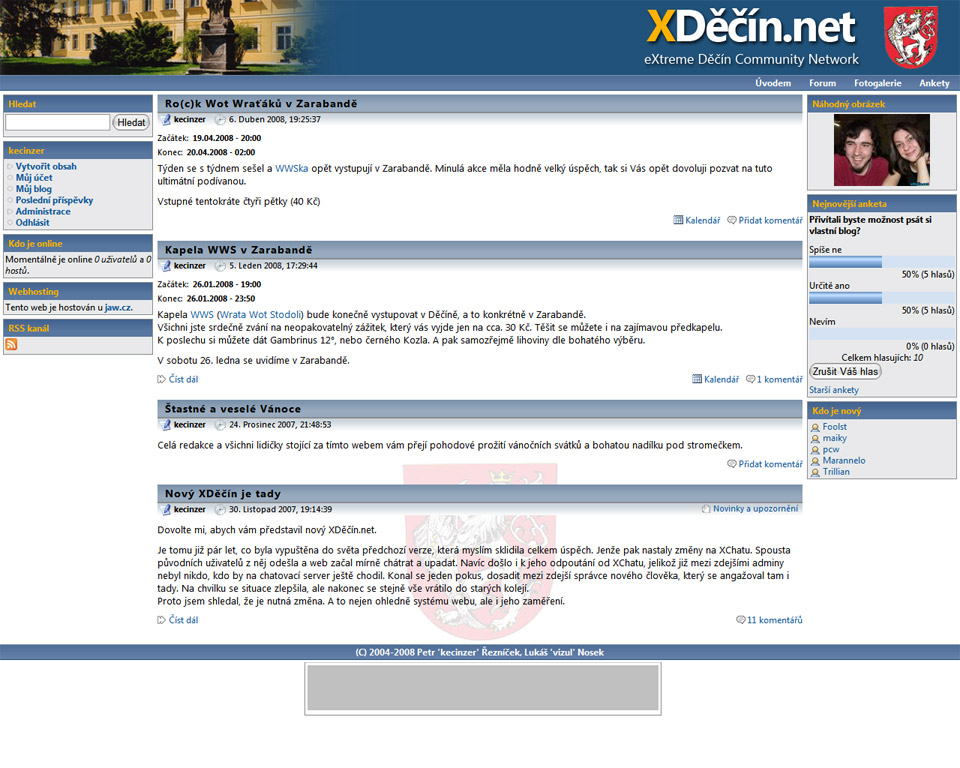 XDěčín.net
eXtreme Děčín Community Network
Úvodem Forum Fotogalerie Ankety
Hledat
Hledat
kecinzer
Vytvořit obsah
Můj účet
Můj blog
Poslední příspěvky
Administrace
Odhlásit
Kdo je online
Momentálně je online 0 uživatelů a 0
hostů.
Webhosting
Tento web je hostován u jaw.cz.
RSS kanál
Ro(c)k Wot Wraťáků v Zarabandě
kecinzer 6. Duben 2008, 19:25:37
Začátek: 19.04.2008 - 20:00
Konec: 20.04.2008 - 02:00
Týden se s týdnem sešel a WWSka opět vystupují v Zarabandě. Minulá akce měla hodně velký úspěch, tak si Vás opět dovoluji pozvat na tuto
ultimátní podívanou.
Vstupné tentokráte čtyři pětky (40 Kč)
Kalendář Přidat komentář
Kapela WWS v Zarabandě
kecinzer 5. Leden 2008, 17:29:44
Začátek: 26.01.2008 - 19:00
Konec: 26.01.2008 - 23:50
Kapela WWS (Wrata Wot Stodoli) bude konečně vystupovat v Děčíně, a to konkrétně v Zarabandě.
Všichni jste srdečně zváni na neopakovatelný zážitek, který vás vyjde jen na cca. 30 Kč. Těšit se můžete i na zajímavou předkapelu.
K poslechu si můžete dát Gambrinus 12°, nebo černého Kozla. A pak samozřejmě lihoviny dle bohatého výběru.
V sobotu 26. ledna se uvidíme v Zarabandě.
Číst dál Kalendář 1 komentář
Štastné a veselé Vánoce
kecinzer 24. Prosinec 2007, 21:48:53
Celá redakce a všichni lidičky stojící za tímto webem vám přejí pohodové prožití vánočních svátků a bohatou nadílku pod stromečkem.
Přidat komentář
Nový XDěčín je tady
kecinzer 30. Listopad 2007, 19:14:39 Novinky a upozornění
Dovolte mi, abych vám představil nový XDěčín.net.
Je tomu již pár let, co byla vypuštěna do světa předchozí verze, která myslím sklidila celkem úspěch. Jenže pak nastaly změny na XChatu. Spousta
původních uživatelů z něj odešla a web začal mírně chátrat a upadat. Navíc došlo i k jeho odpoutání od XChatu, jelikož již mezi zdejšími adminy
nebyl nikdo, kdo by na chatovací server ještě chodil. Konal se jeden pokus, dosadit mezi zdejší správce nového člověka, který se angažoval tam i
tady. Na chvilku se situace zlepšila, ale nakonec se stejně vše vrátilo do starých kolejí.
Proto jsem shledal, že je nutná změna. A to nejen ohledně systému webu, ale i jeho zaměření.
Číst dál 11 komentářů
Náhodný obrázek
Nejnovější anketa
Přivítali byste možnost psát si
vlastní blog?
Spíše ne
50% (5 hlasů)
Určitě ano
50% (5 hlasů)
Nevím
0% (0 hlasů)
Celkem hlasujících: 10
Zrušit Váš hlas
Starší ankety
Kdo je nový
Foolst
maiky
pcw
Marannelo
Trillian
(C) 2004-2008 Petr 'kecinzer' Řezníček, Lukáš 'vizul' Nosek